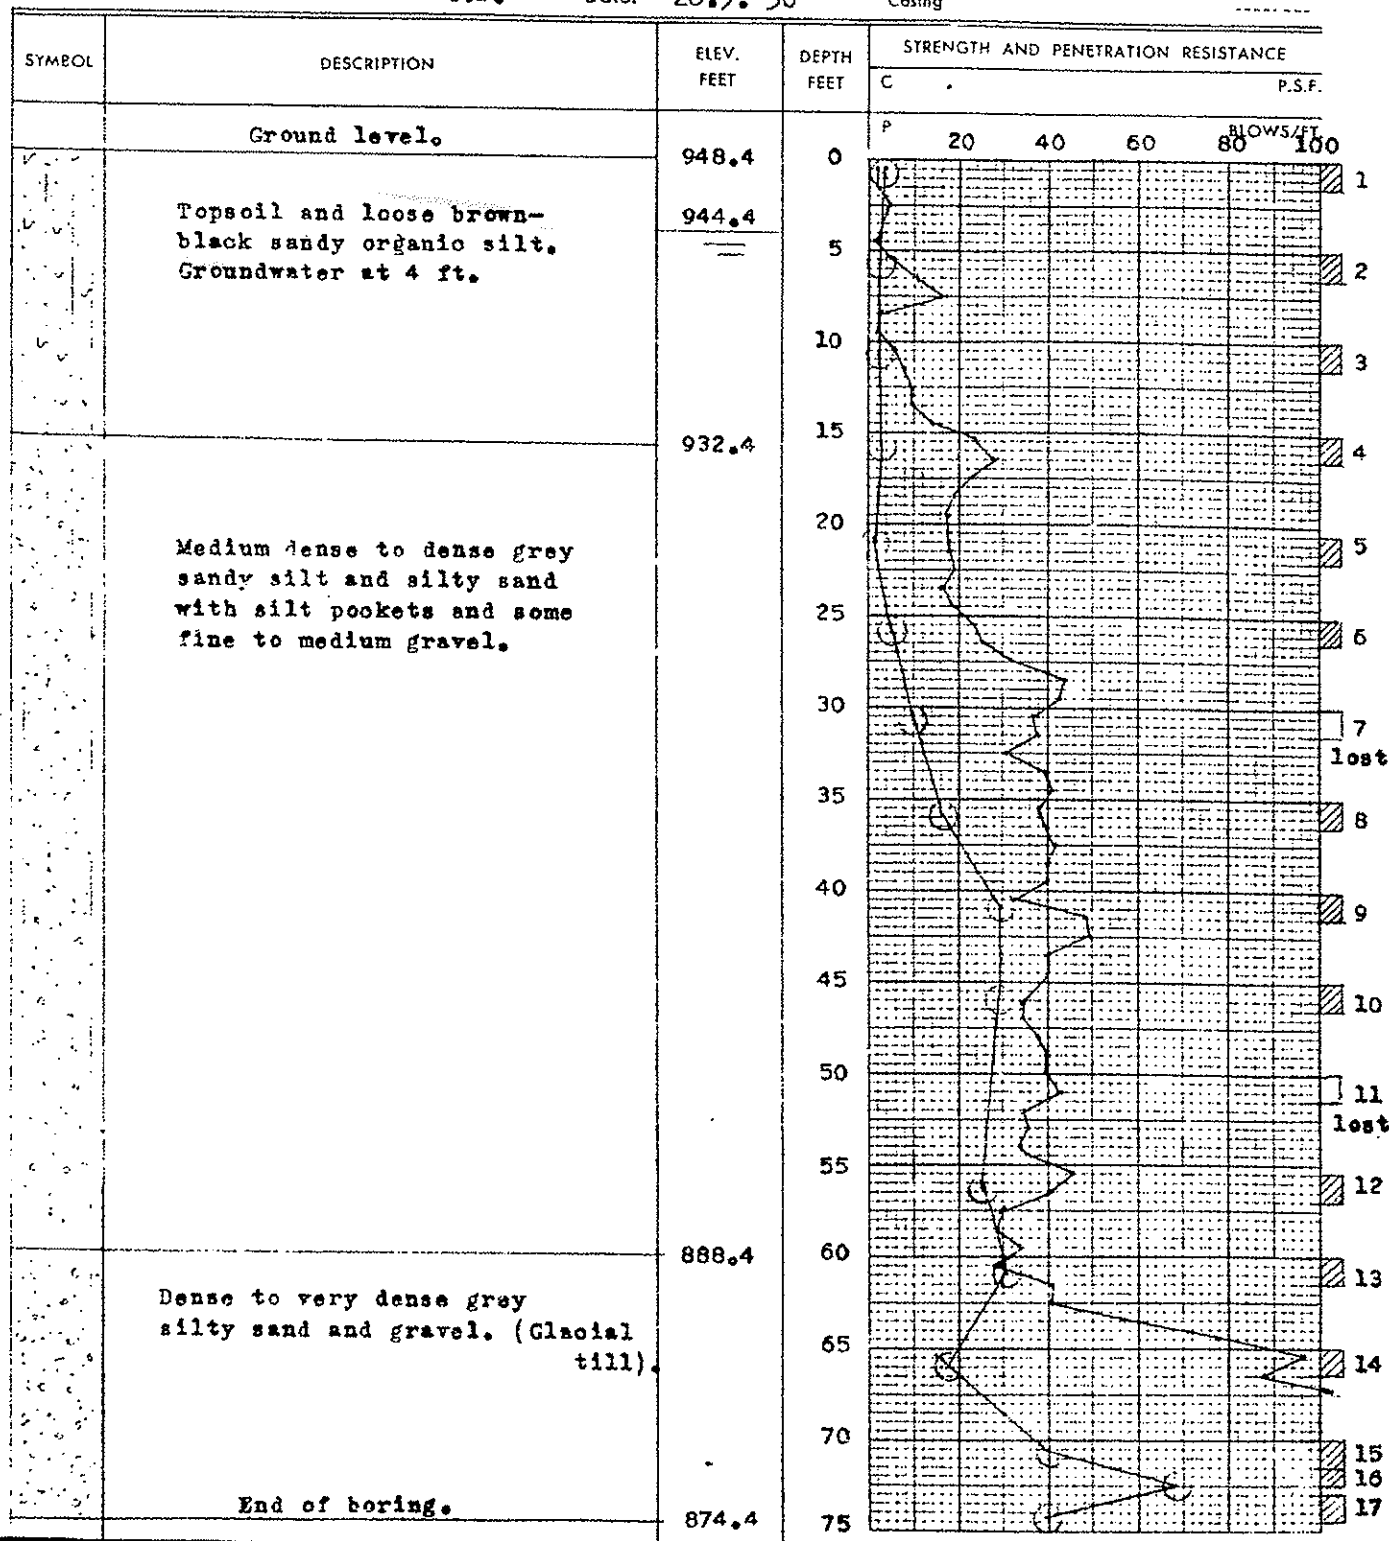 Casing
SYMBOL
DESCRIPTION
ELEV.
FEET
DEPTH
FEET
STRENGTH AND PENETRATION RESISTANCE
C
P.S.F.
P
BLOWS/FT.
20 40 60 80 100
Ground level.
948.4
0
1
Topsoil and loose brown-
black sandy organic silt.
Groundwater at 4 ft.
944.4
5
2
10
3
932.4
15
4
20
5
Medium dense to dense grey
sandy silt and silty sand
with silt pockets and some
fine to medium gravel.
25
6
30
7
lost
35
8
40
9
45
10
50
11
lost
55
12
888.4
60
13
Dense to very dense grey
silty sand and gravel. (Glacial
till).
65
14
70
15
16
17
End of boring.
874.4
75